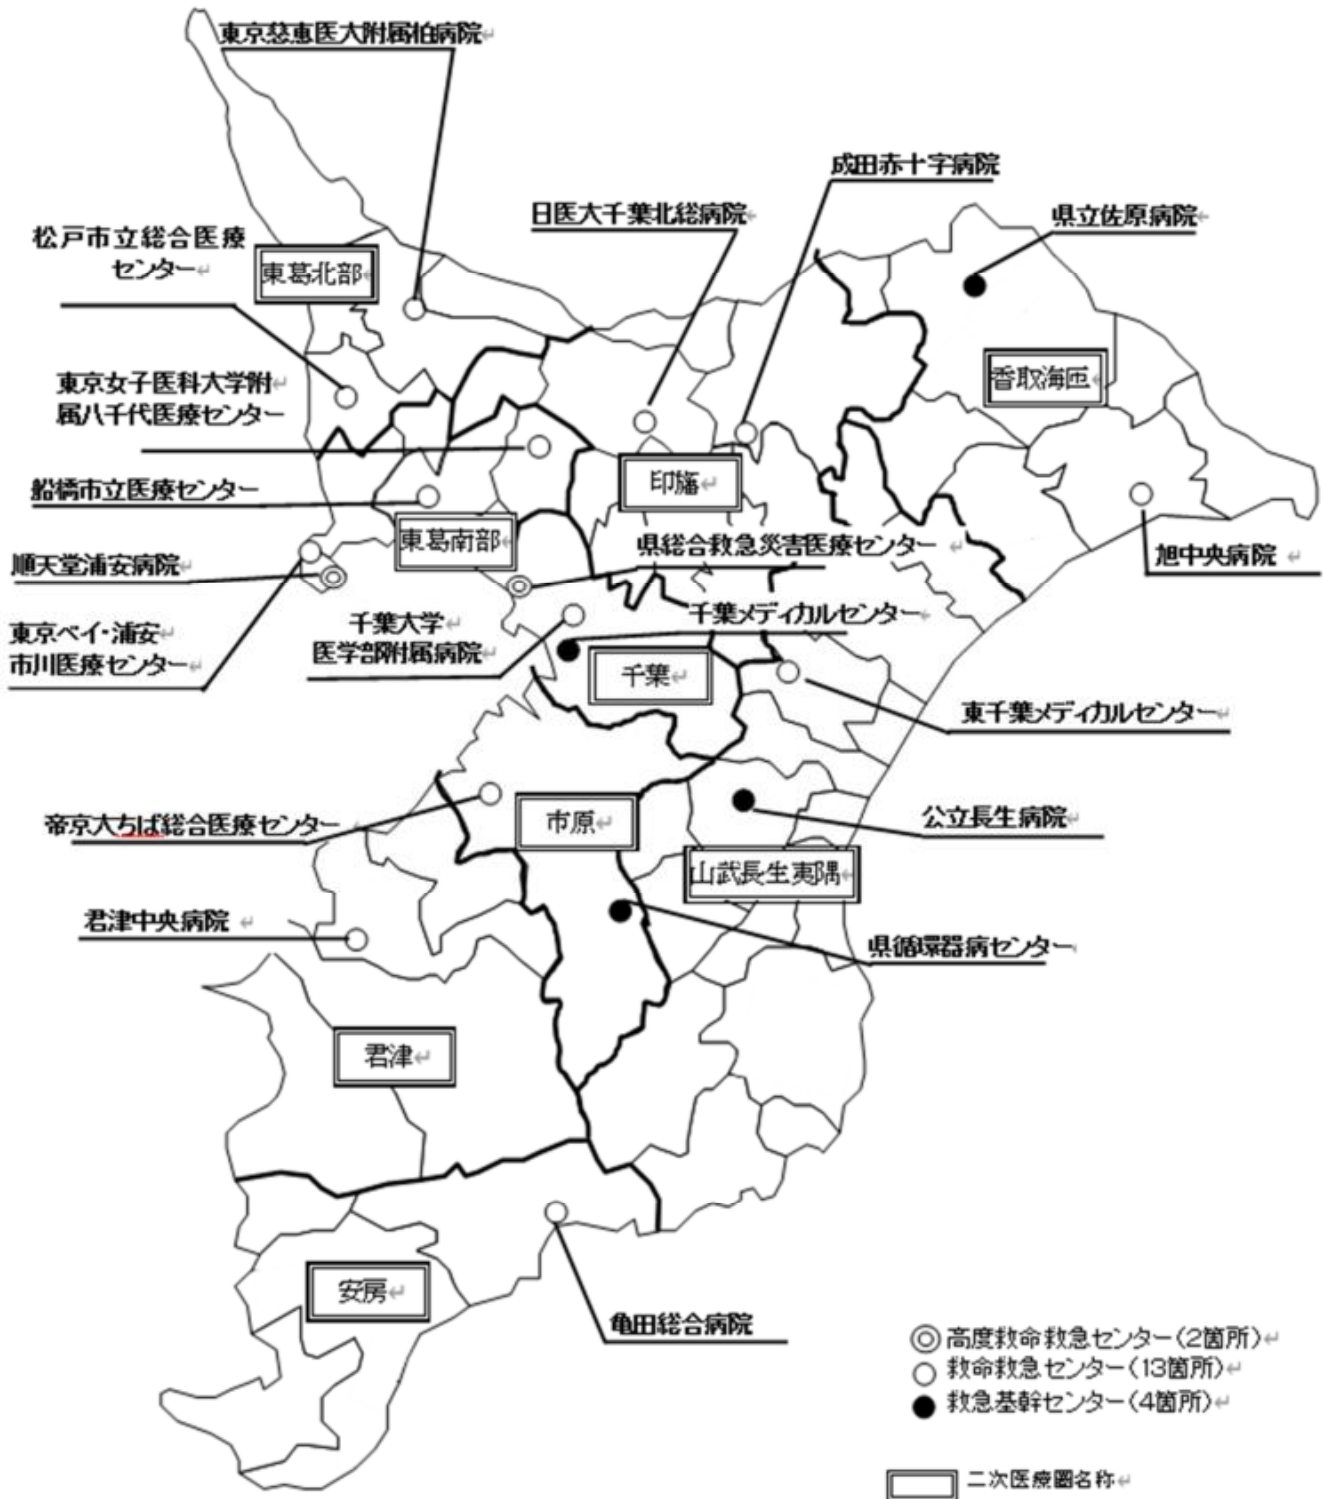 東京慈恵医大附属柏病院
成田赤十字病院
日医大千葉北総病院
県立佐原病院
松戸市立総合医療
センター
東葛北部
東京女子医科大学附
属八千代医療センター
香取海匝
船橋市立医療センター
印旛
東葛南部
県総合救急災害医療センター
旭中央病院
順天堂浦安病院
千葉大学
医学部附属病院
千葉メディカルセンター
東京ベイ・浦安
市川医療センター
千葉
東千葉メディカルセンター
帝京大ちば総合医療センター
市原
公立長生病院
山武長生夷隅
君津中央病院
県循環器病センター
君津
安房
亀田総合病院
◎高度救命救急センター(2箇所)
○救命救急センター(13箇所)
●救急基幹センター(4箇所)
二次医療圏名称